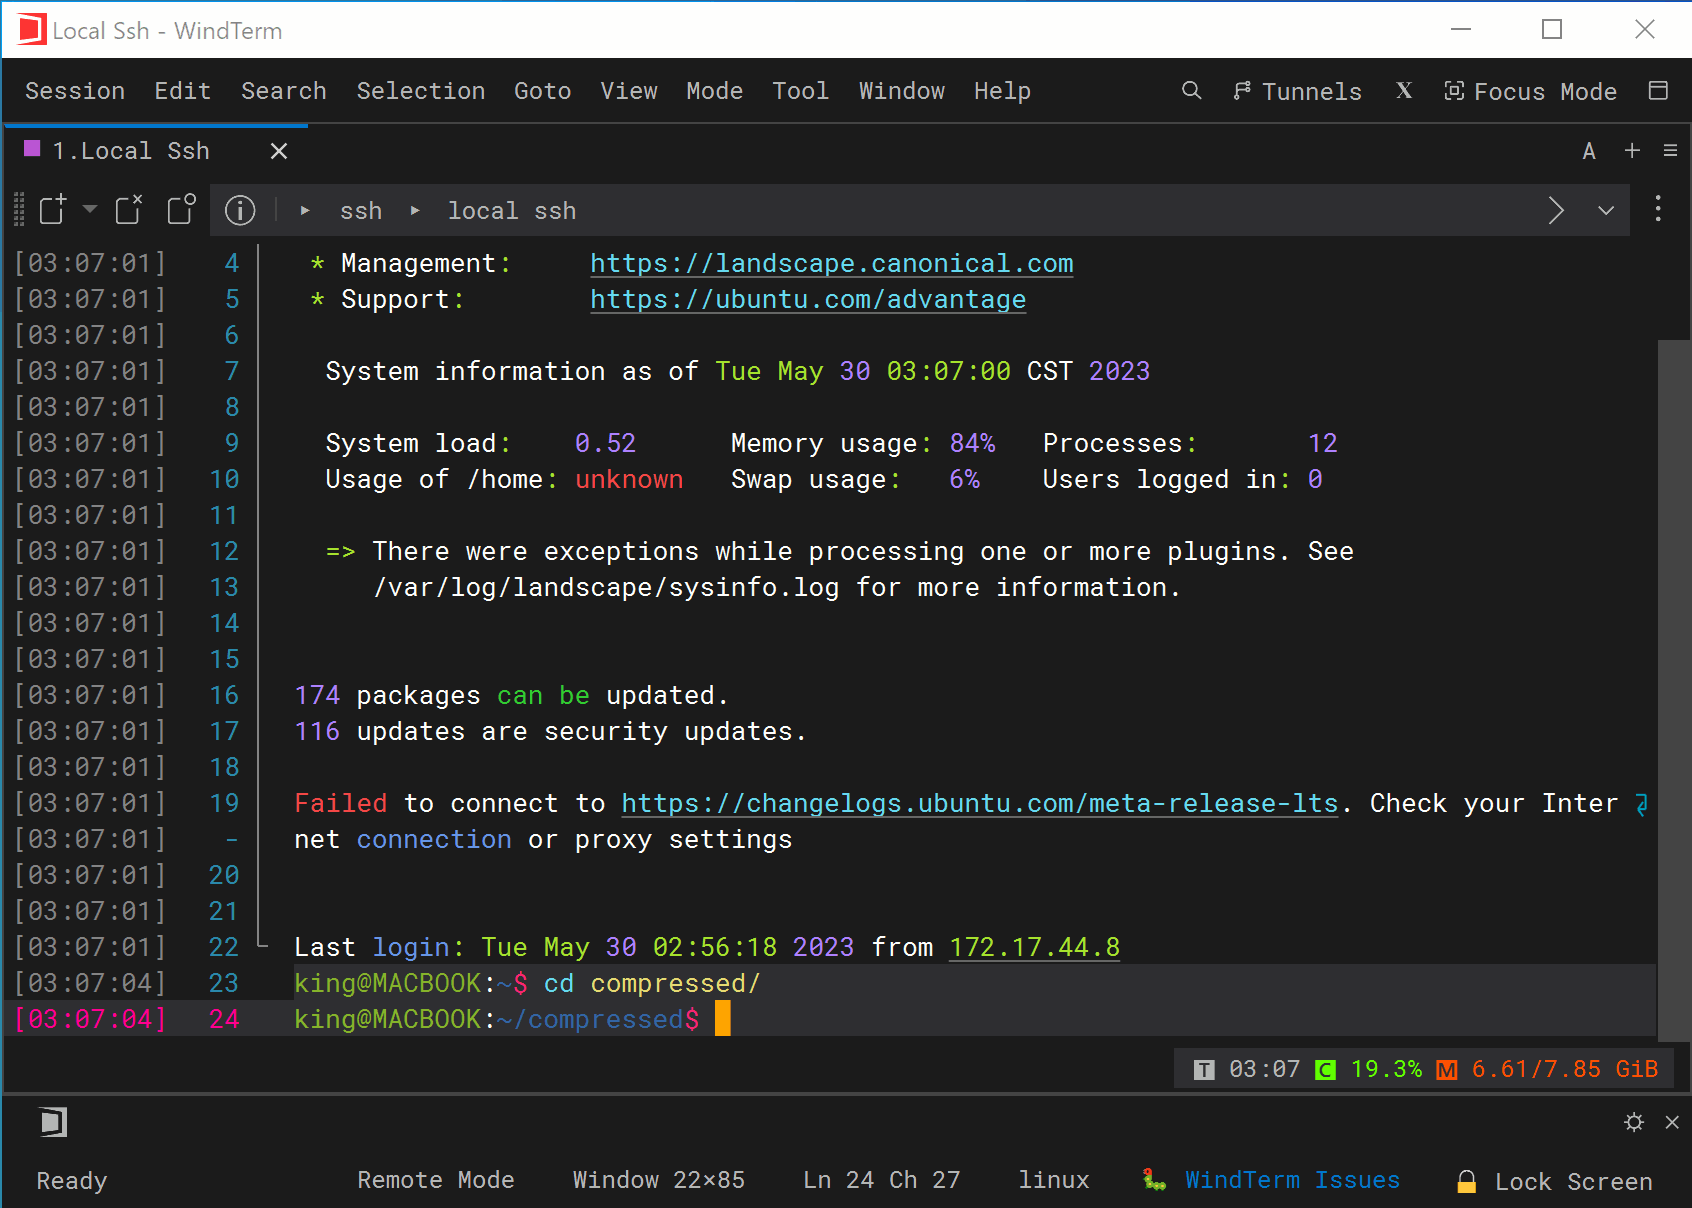 Local Ssh - WindTerm
Session Edit Search Selection Goto View Mode Tool Window Help Tunnels X Focus Mode
1.Local Ssh A
ssh local ssh
[03:07:01] 4 * Management: https://landscape.canonical.com
[03:07:01] 5 * Support: https://ubuntu.com/advantage
[03:07:01] 6
[03:07:01] 7 System information as of Tue May 30 03:07:00 CST 2023
[03:07:01] 8
[03:07:01] 9 System load: 0.52 Memory usage: 84% Processes: 12
[03:07:01] 10 Usage of /home: unknown Swap usage: 6% Users logged in: 0
[03:07:01] 11
[03:07:01] 12 => There were exceptions while processing one or more plugins. See
[03:07:01] 13 /var/log/landscape/sysinfo.log for more information.
[03:07:01] 14
[03:07:01] 15
[03:07:01] 16 174 packages can be updated.
[03:07:01] 17 116 updates are security updates.
[03:07:01] 18
[03:07:01] 19 Failed to connect to https://changelogs.ubuntu.com/meta-release-lts. Check your Inter
[03:07:01] - net connection or proxy settings
[03:07:01] 20
[03:07:01] 21
[03:07:01] 22 Last login: Tue May 30 02:56:18 2023 from 172.17.44.8
[03:07:04] 23 king@MACBOOK:~$ cd compressed/
[03:07:04] 24 king@MACBOOK:~/compressed$
T 03:07 C 19.3% M 6.61/7.85 GiB
Ready Remote Mode Window 22×85 Ln 24 Ch 27 linux WindTerm Issues Lock Screen